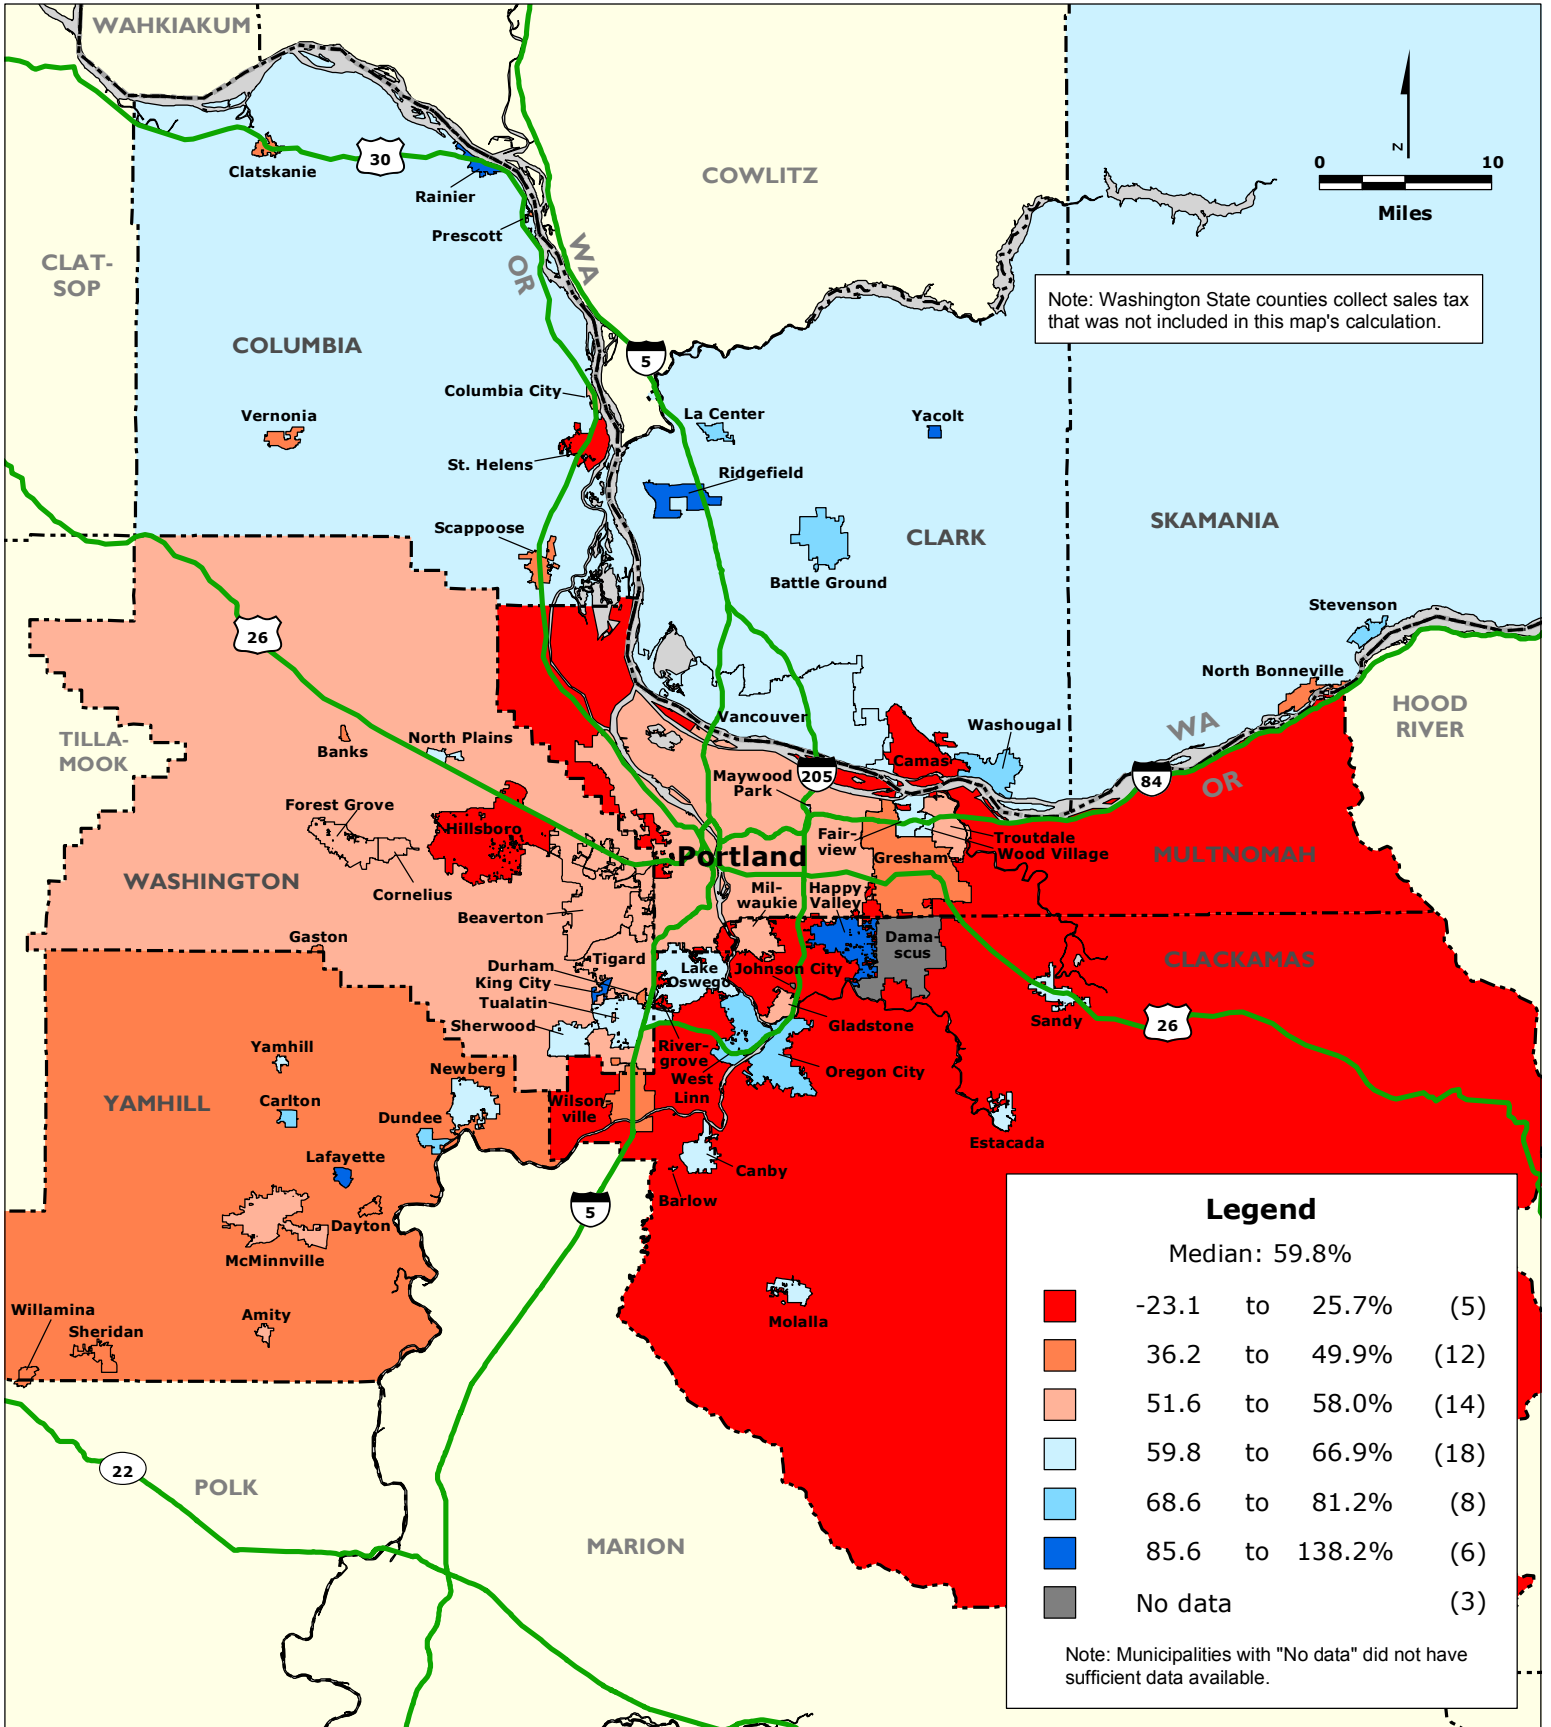 WAHKIAKUM
COWLITZ
CLAT-
SOP
30
Clatskanie
Rainier
Prescott
WA
OR
0
10
Miles
N
Note: Washington State counties collect sales tax
that was not included in this map's calculation.
COLUMBIA
5
Columbia City
La Center
Yacolt
Vernonia
St. Helens
Ridgefield
Scappoose
CLARK
SKAMANIA
Battle Ground
Stevenson
26
North Bonneville
HOOD
RIVER
TILLA-
MOOK
Banks
North Plains
Vancouver
Washougal
WA
OR
Camas
Maywood
Park
205
84
Forest Grove
Hillsboro
Fair-
view
Troutdale
Wood Village
Portland
Gresham
MULTNOMAH
WASHINGTON
Cornelius
Mil-
waukie
Happy
Valley
Beaverton
Gaston
Dama-
scus
CLACKAMAS
Tigard
Durham
King City
Tualatin
Sherwood
Lake
Oswego
Johnson City
Gladstone
Sandy
26
River-
grove
West
Linn
Oregon City
Yamhill
Newberg
YAMHILL
Carlton
Dundee
Wilson-
ville
Estacada
Lafayette
Canby
Barlow
5
Dayton
McMinnville
Willamina
Sheridan
Amity
Molalla
22
POLK
MARION
Legend
Median: 59.8%
-23.1 to 25.7% (5)
36.2 to 49.9% (12)
51.6 to 58.0% (14)
59.8 to 66.9% (18)
68.6 to 81.2% (8)
85.6 to 138.2% (6)
No data (3)
Note: Municipalities with "No data" did not have
sufficient data available.